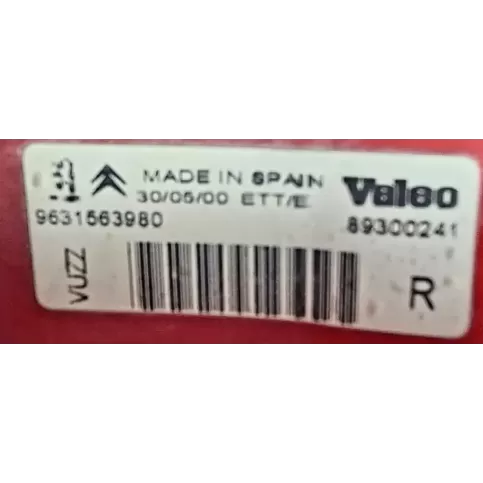 MADE IN SPAIN
Valeo
30/05/00 ETT/E
9631563980
89300241
VUZZ
R